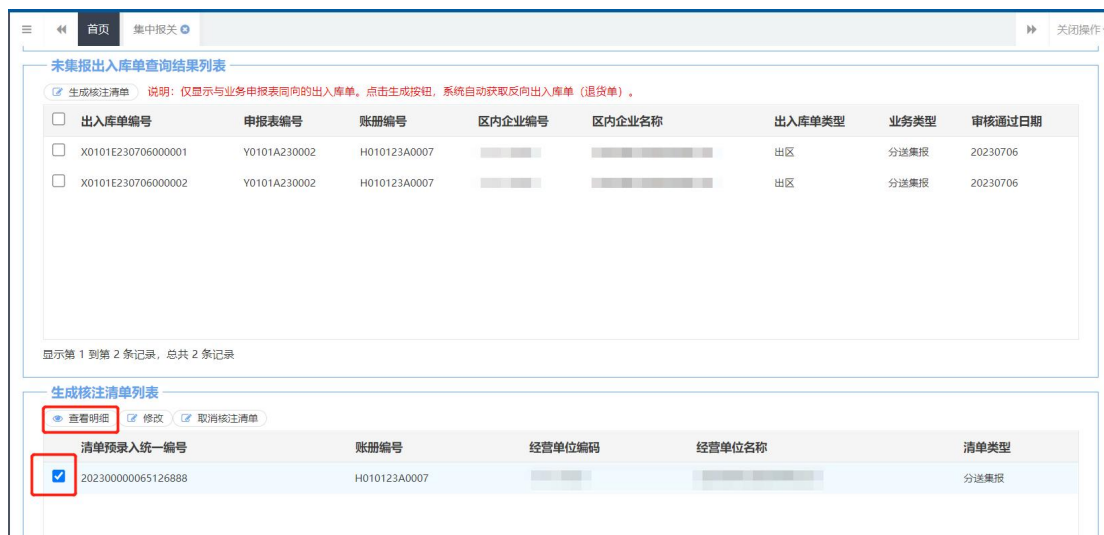 首页 集中报关 关闭操作
未集报出入库单查询结果列表
生成核注清单 说明：仅显示与业务申报表同向的出入库单。点击生成按钮，系统自动获取反向出入库单（退货单）。
出入库单编号 申报表编号 账册编号 区内企业编号 区内企业名称 出入库单类型 业务类型 审核通过日期
X0101E230706000001 Y0101A230002 H010123A0007 出区 分送集报 20230706
X0101E230706000002 Y0101A230002 H010123A0007 出区 分送集报 20230706
显示第 1 到第 2 条记录，总共 2 条记录
生成核注清单列表
查看明细 修改 取消核注清单
清单预录入统一编号 账册编号 经营单位编码 经营单位名称 清单类型
202300000065126888 H010123A0007 分送集报